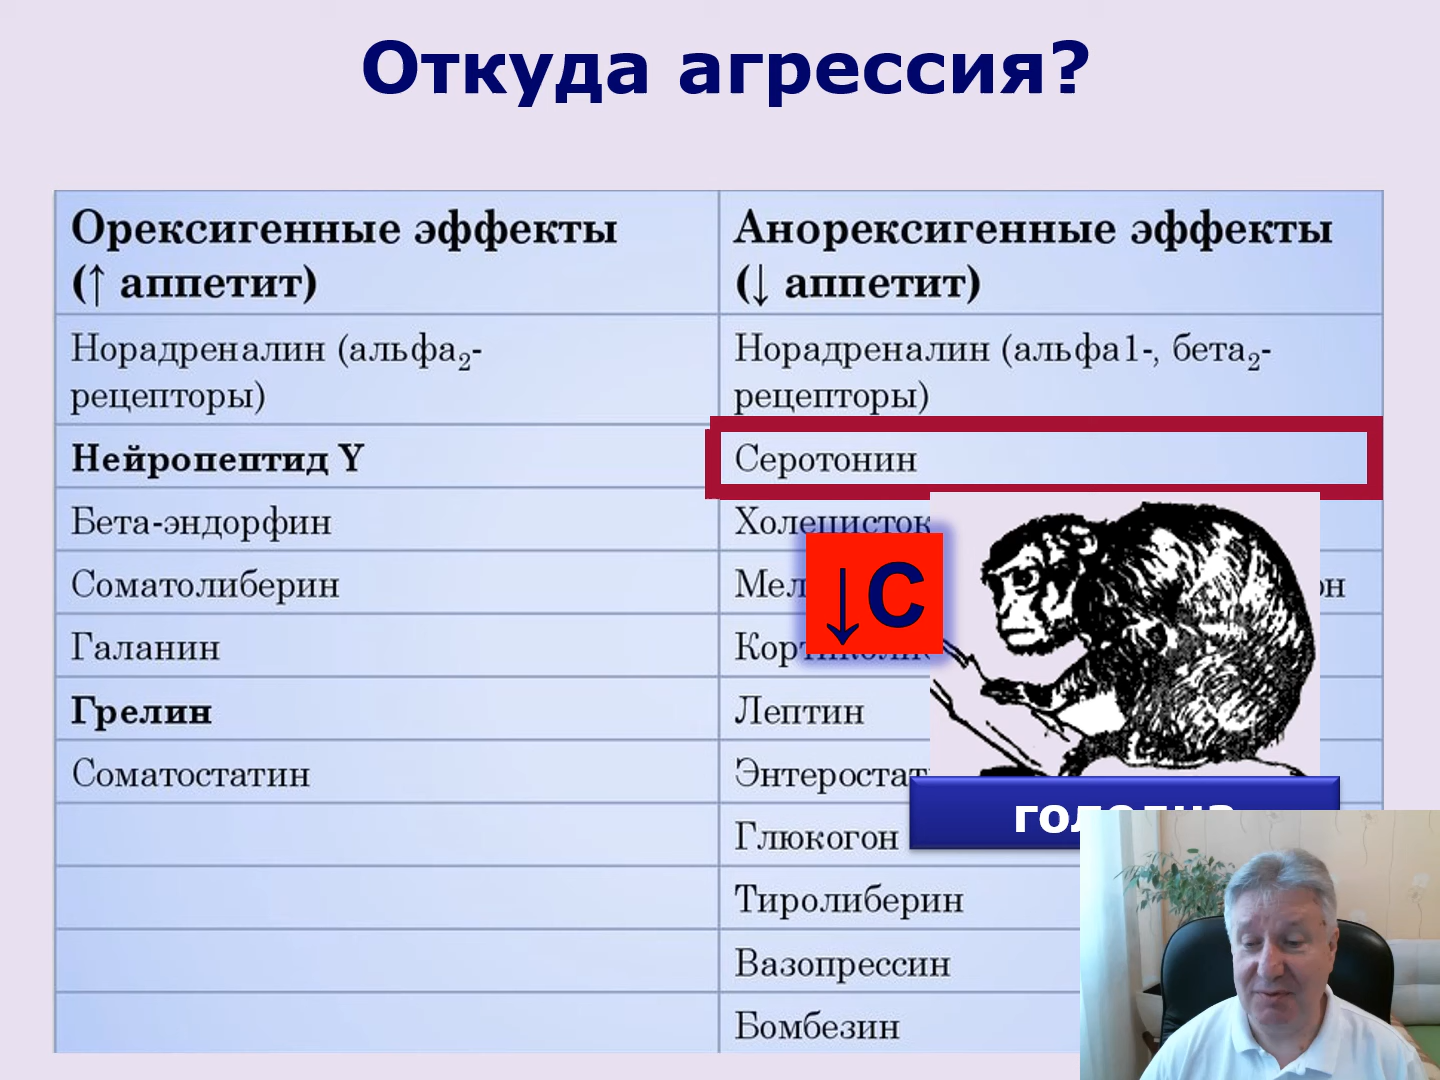 Откуда агрессия?
Орексигенные эффекты
(↑ аппетит)
Анорексигенные эффекты
(↓ аппетит)
Норадреналин (альфа2-
рецепторы)
Норадреналин (альфа1-, бета2-
рецепторы)
Нейропептид Y
Серотонин
Бета-эндорфин
Соматолиберин
↓С
Галанин
Грелин
Лептин
Соматостатин
Глюкогон
Тиролиберин
Вазопрессин
Бомбезин